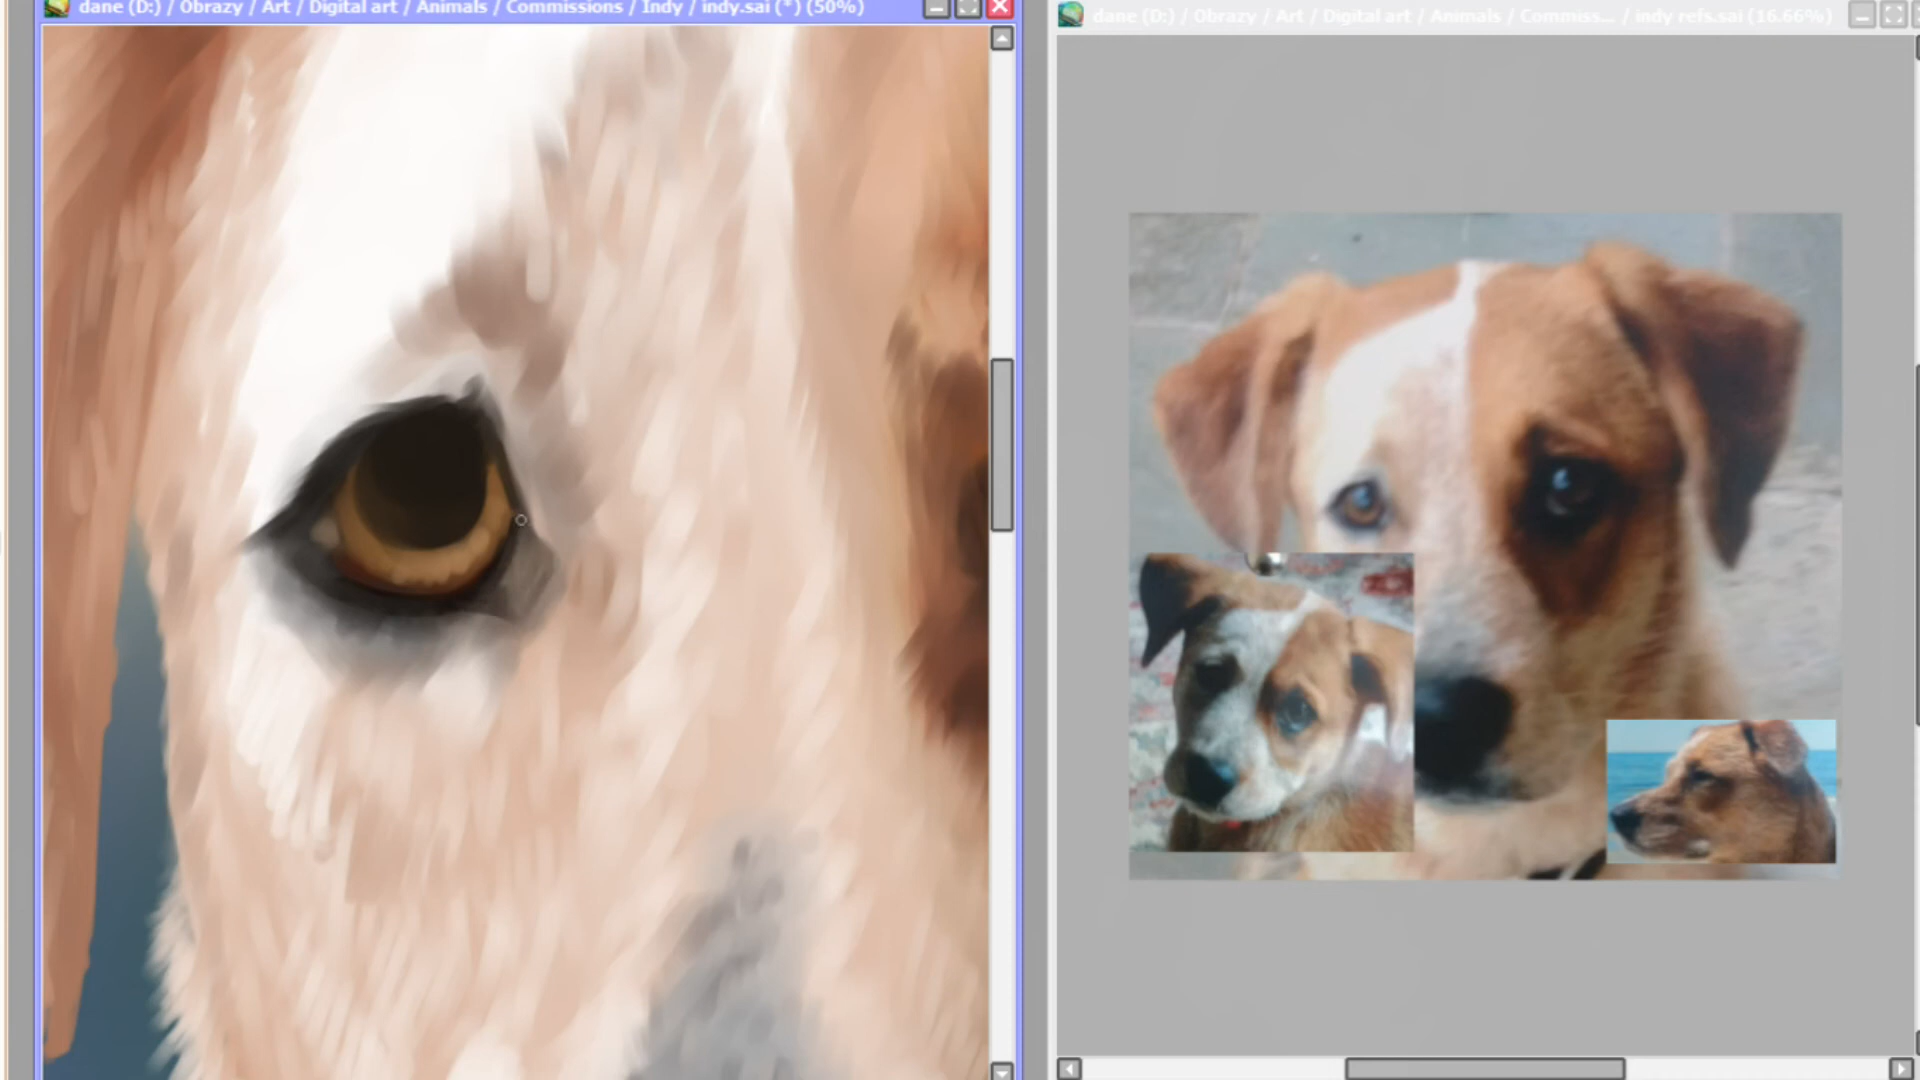 dane (D:) / Obrazy / Art / Digital art / Animals / Commissions / Indy / indy.sai (*) (50%)
dane (D:) / Obrazy / Art / Digital art / Animals / Commiss... / indy refs.sai (16.66%)